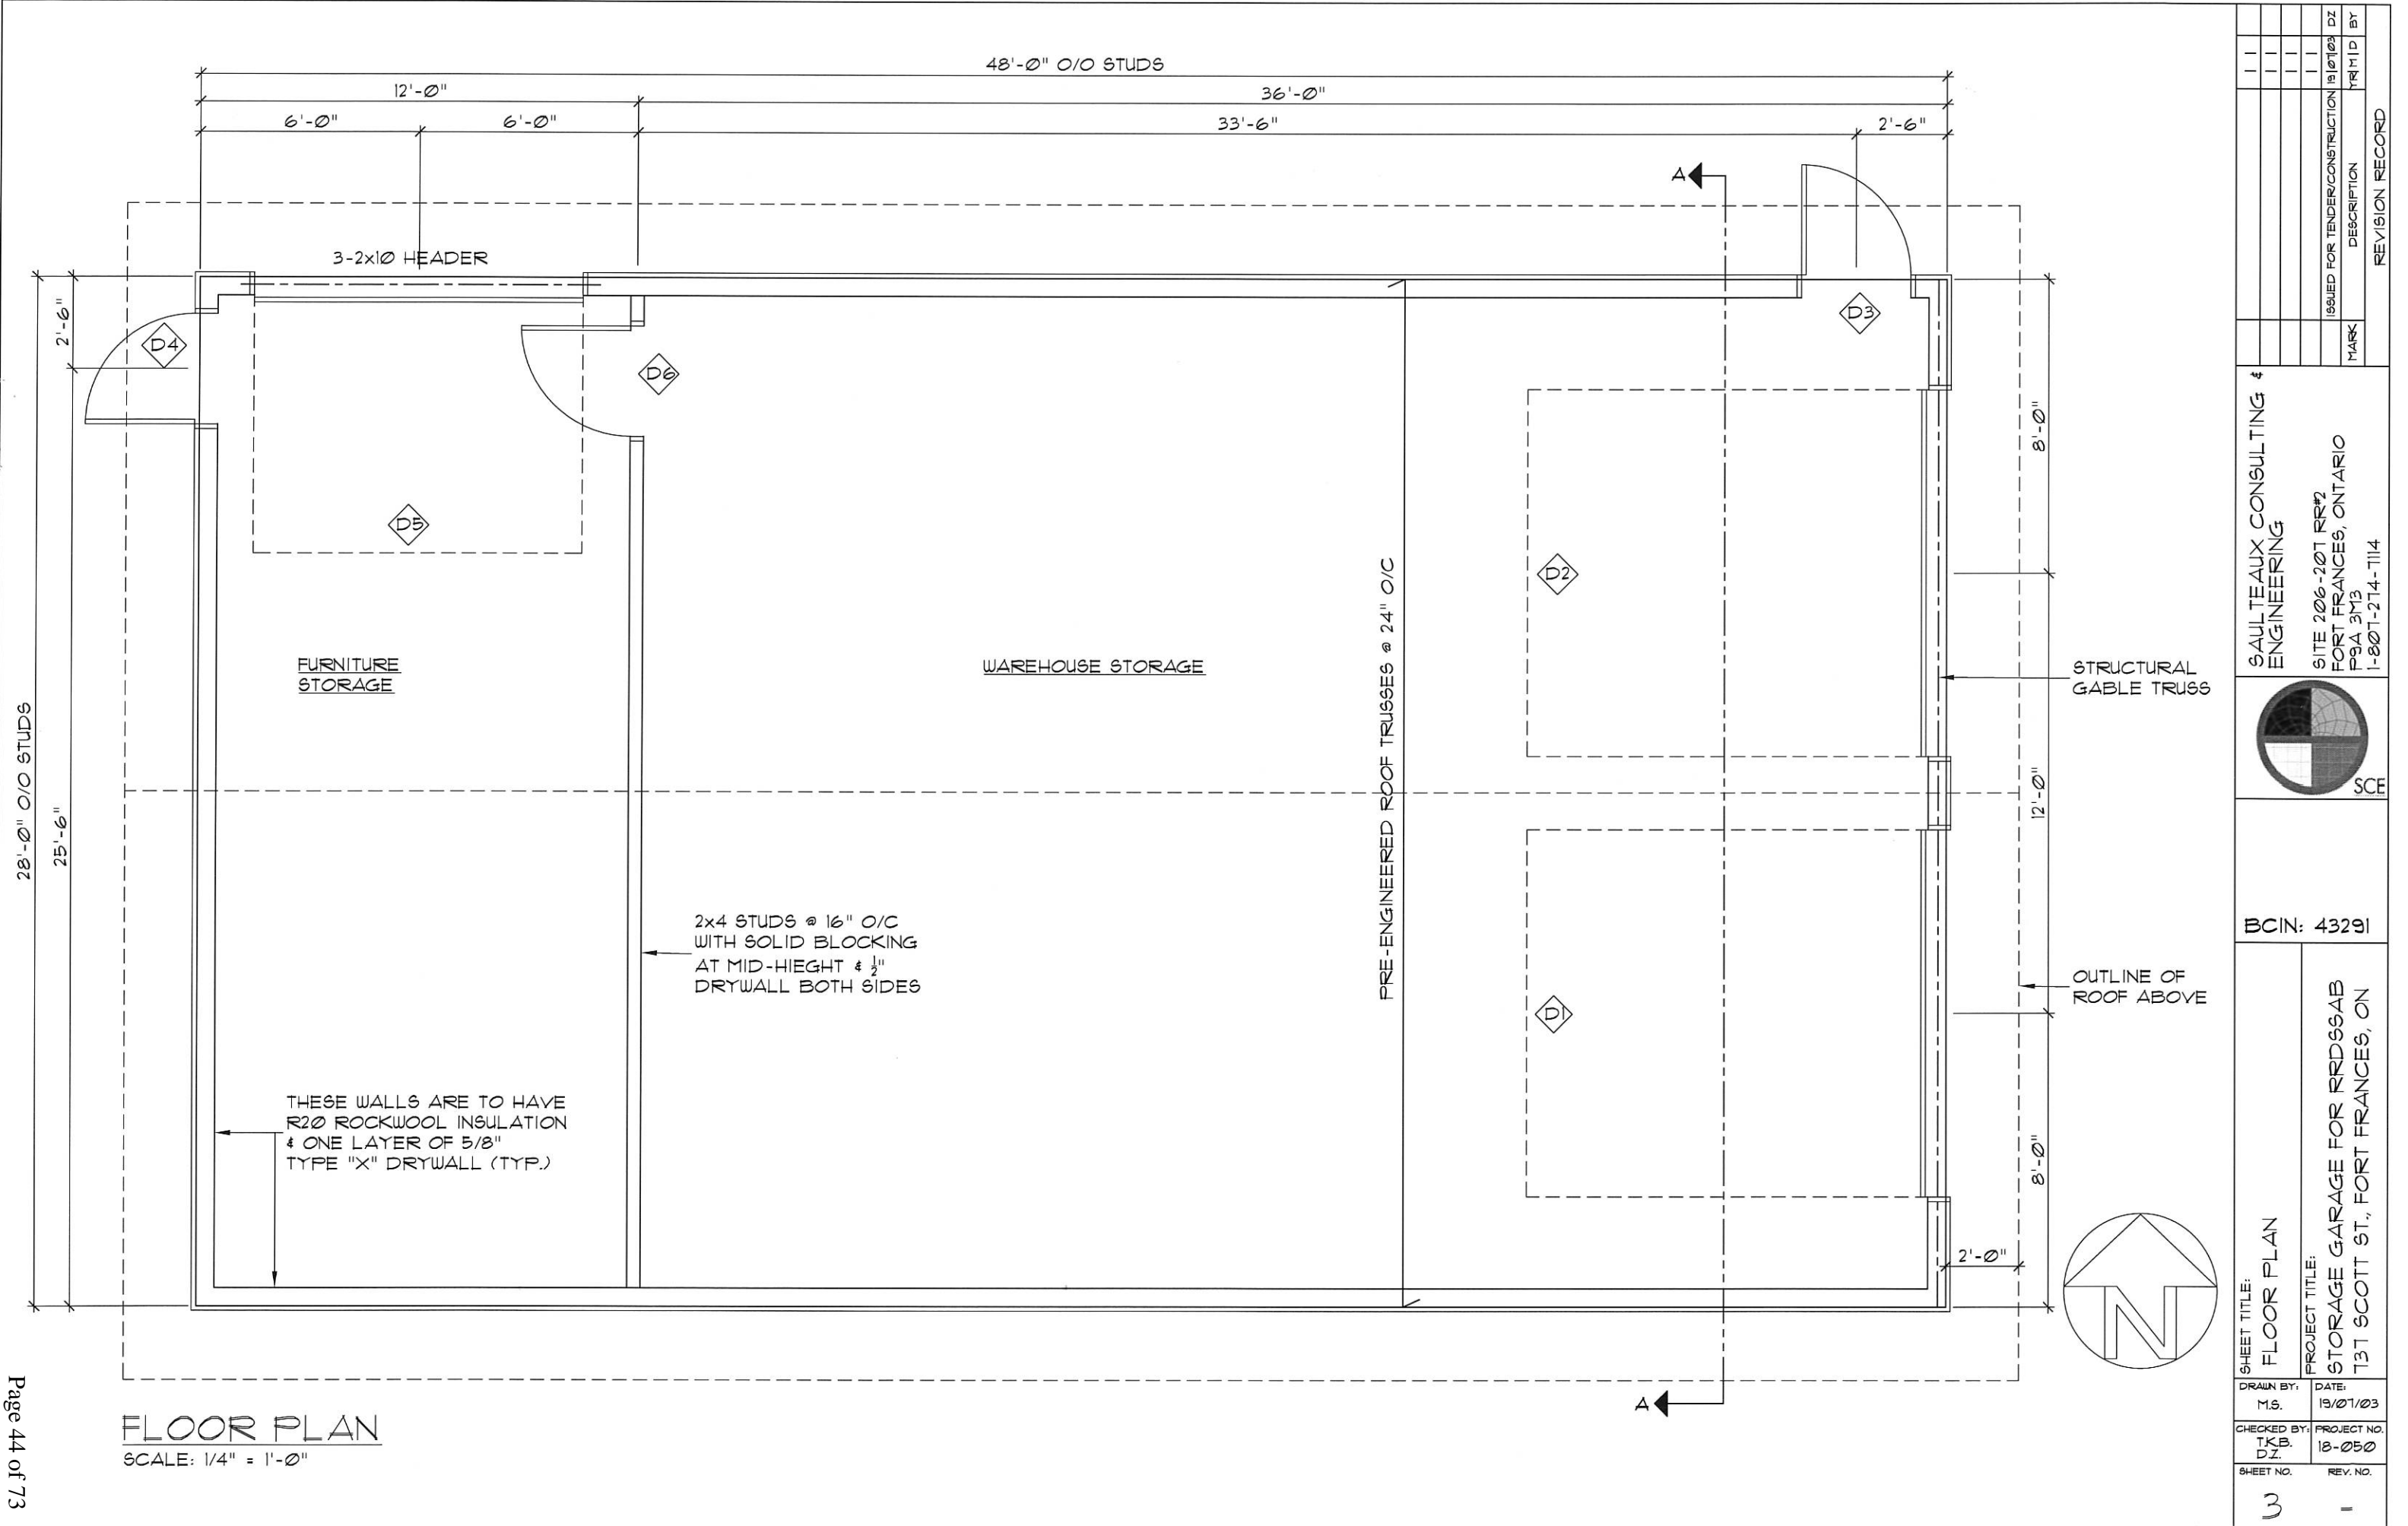 48'-0" O/O STUDS
12'-0"
36'-0"
6'-0"
6'-0"
33'-6"
2'-6"
A
3-2x10 HEADER
2'-6"
D4
D6
D3
D5
D2
8'-0"
FURNITURE
STORAGE
WAREHOUSE STORAGE
PRE-ENGINEERED ROOF TRUSSES @ 24" O/C
STRUCTURAL
GABLE TRUSS
28'-0" O/O STUDS
25'-6"
12'-0"
2x4 STUDS @ 16" O/C
WITH SOLID BLOCKING
AT MID-HIEGHT & ½"
DRYWALL BOTH SIDES
OUTLINE OF
ROOF ABOVE
D1
THESE WALLS ARE TO HAVE
R20 ROCKWOOL INSULATION
& ONE LAYER OF 5/8"
TYPE "X" DRYWALL (TYP.)
8'-0"
2'-0"
N
A
FLOOR PLAN
SCALE: 1/4" = 1'-0"
Page 44 of 73
ISSUED FOR TENDER/CONSTRUCTION 19|07|03 DZ
MARK DESCRIPTION YR|M|D BY
REVISION RECORD
SAULTEAUX CONSULTING &
ENGINEERING
SITE 206-207 RR#2
FORT FRANCES, ONTARIO
P9A 3M3
1-807-274-7114
SCE
BCIN: 43291
SHEET TITLE:
FLOOR PLAN
PROJECT TITLE:
STORAGE GARAGE FOR RRDSSAB
737 SCOTT ST., FORT FRANCES, ON
DRAWN BY:
M.S.
DATE:
19/07/03
CHECKED BY:
T.K.B.
D.Z.
PROJECT NO.
18-050
SHEET NO.
3
REV. NO.
-